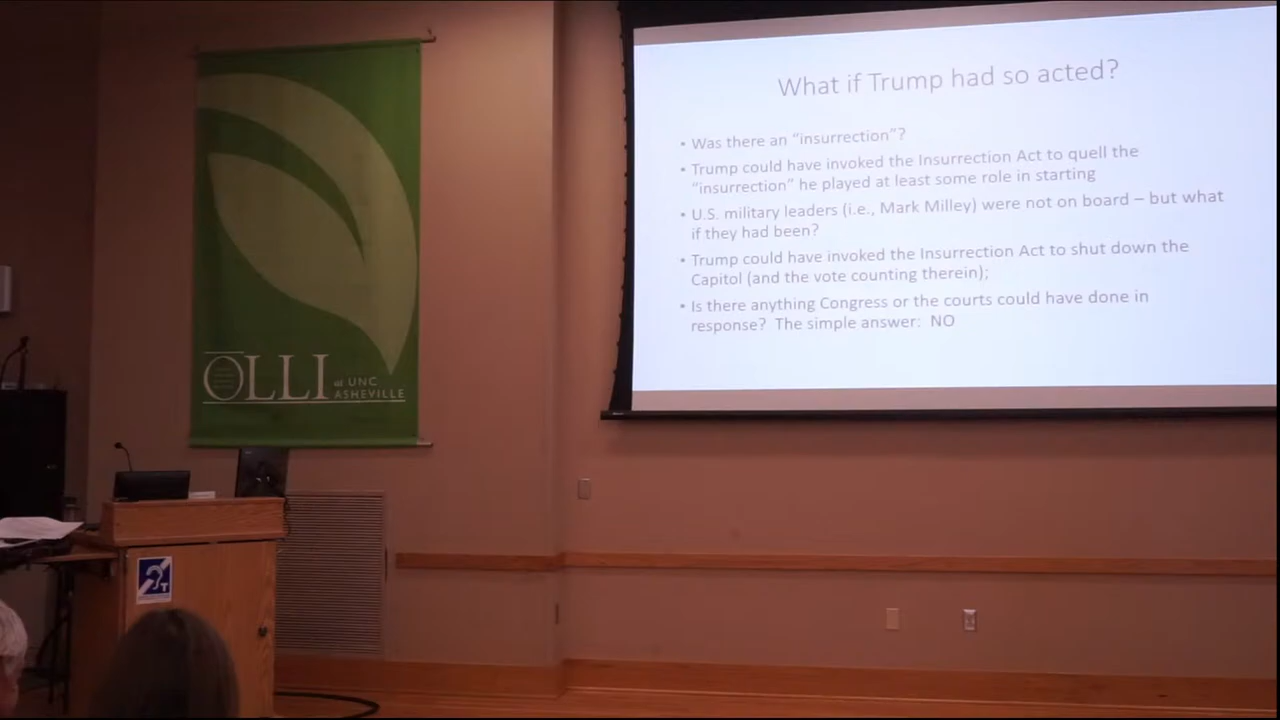 What if Trump had so acted?
• Was there an “insurrection”?
• Trump could have invoked the Insurrection Act to quell the
“insurrection” he played at least some role in starting
• U.S. military leaders (i.e., Mark Milley) were not on board – but what
if they had been?
• Trump could have invoked the Insurrection Act to shut down the
Capitol (and the vote counting therein);
• Is there anything Congress or the courts could have done in
response? The simple answer: NO
OLLI at UNC
ASHEVILLE
T